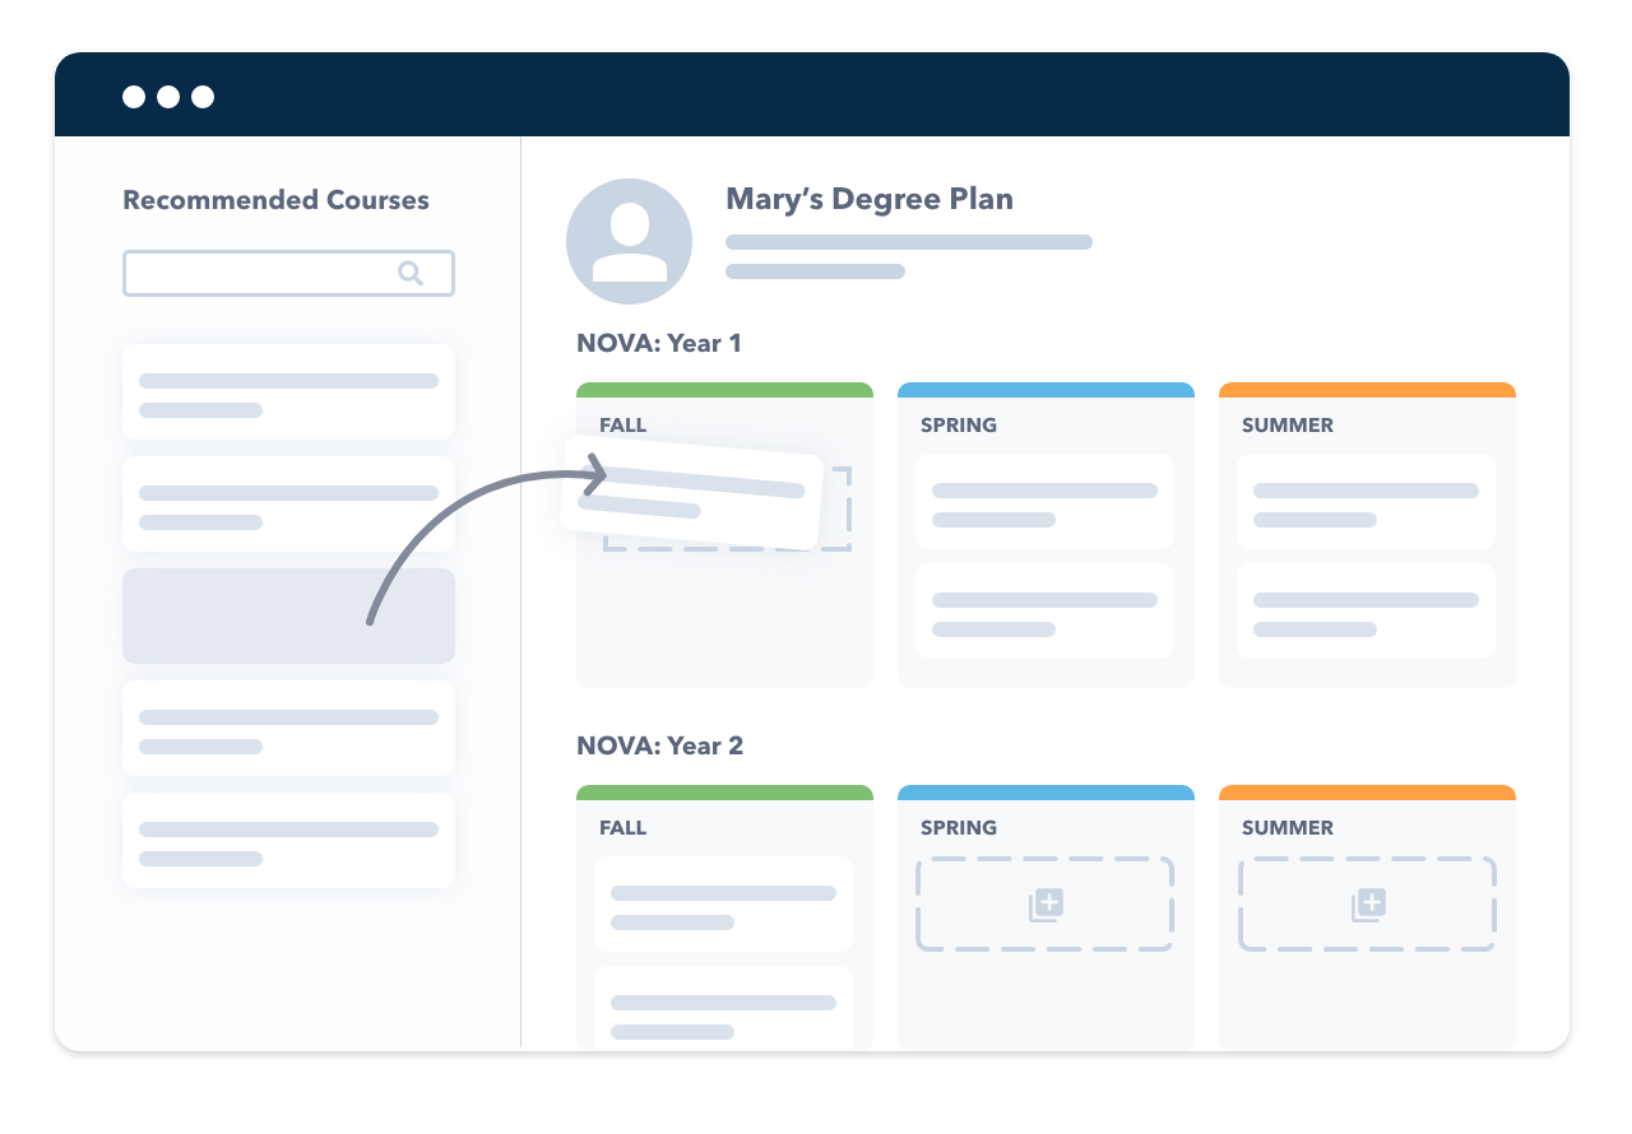 Recommended Courses
Mary’s Degree Plan
NOVA: Year 1
FALL
SPRING
SUMMER
NOVA: Year 2
FALL
SPRING
SUMMER